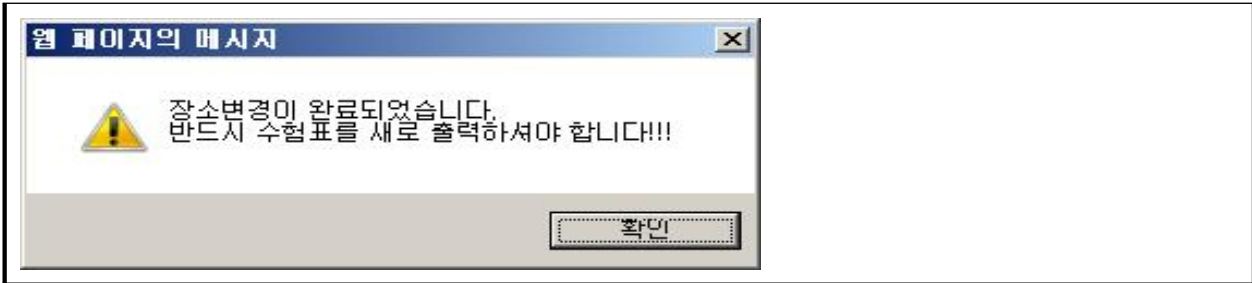 웹 페이지의 메시지
장소변경이 완료되었습니다.
반드시 수험표를 새로 출력하셔야 합니다!!!
확인